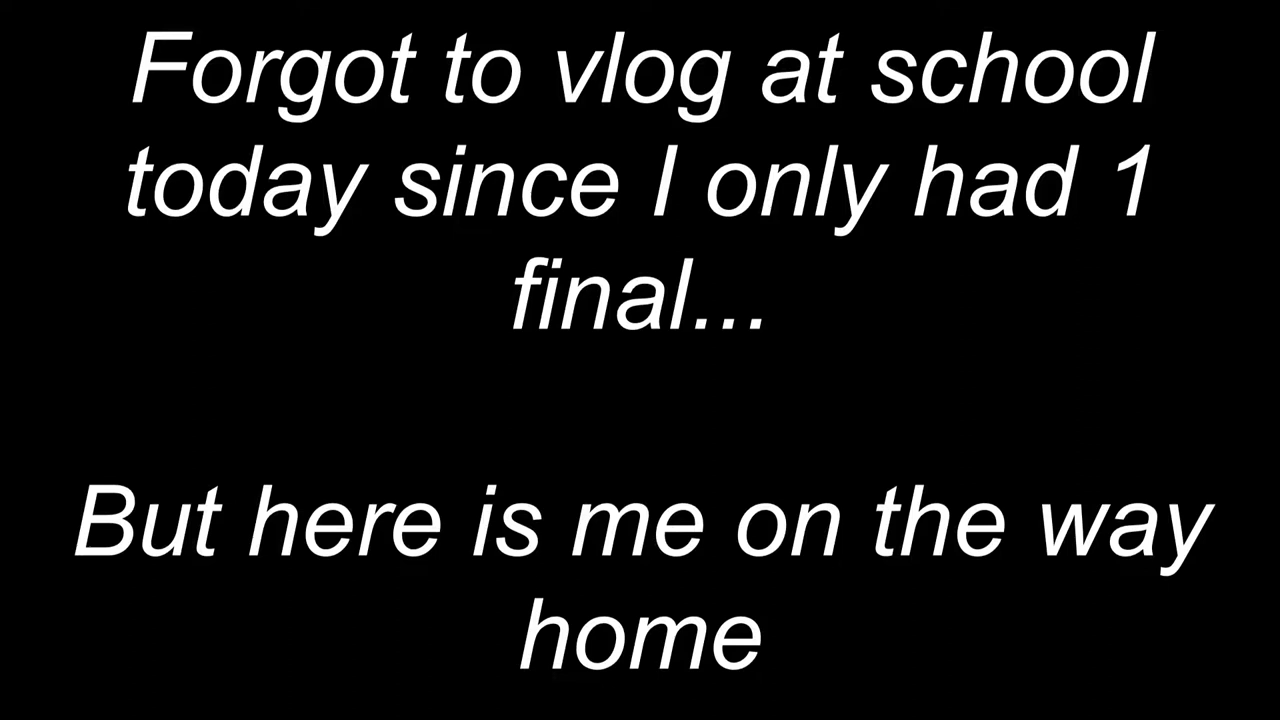 Forgot to vlog at school
today since I only had 1
final...
But here is me on the way
home